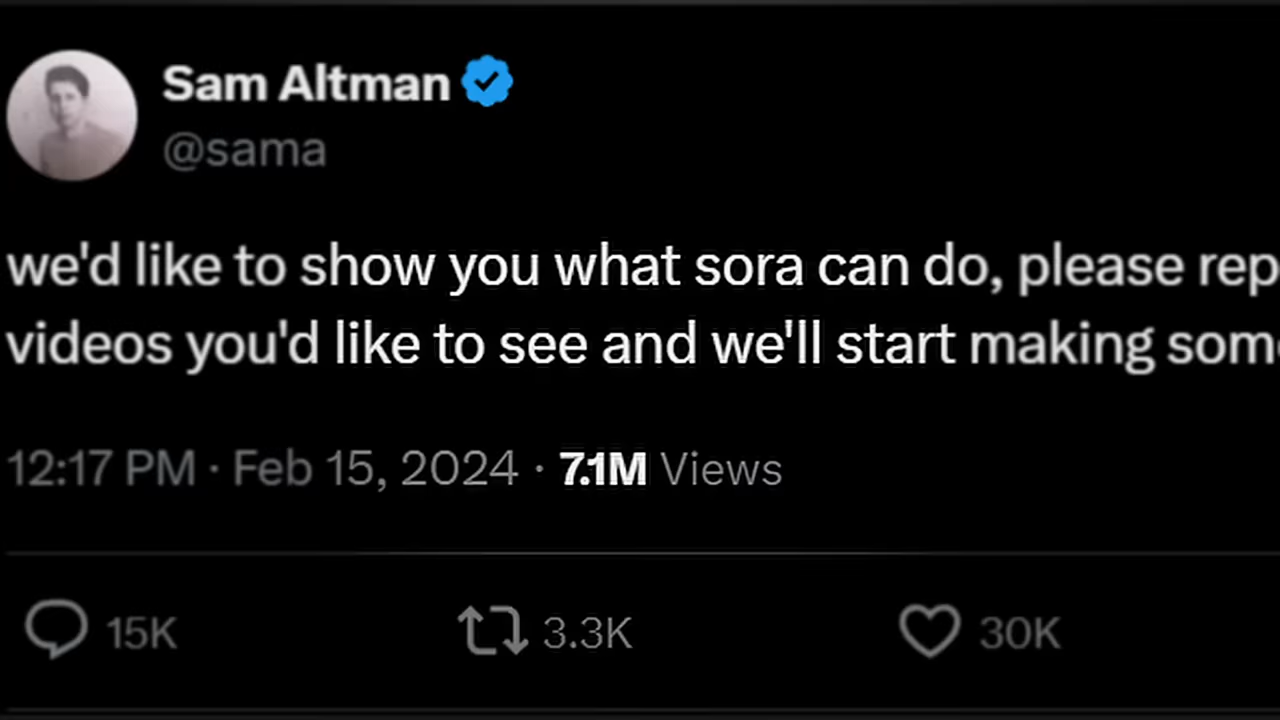 Sam Altman
@sama
we'd like to show you what sora can do, please rep
videos you'd like to see and we'll start making som
12:17 PM · Feb 15, 2024 · 7.1M Views
15K 3.3K 30K